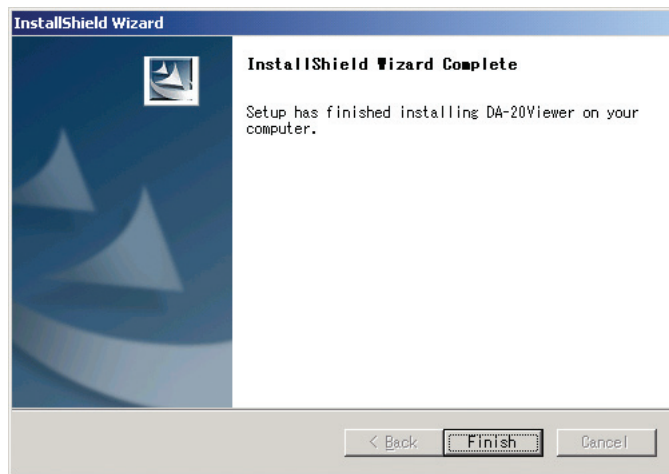 InstallShield Wizard
InstallShield Wizard Complete
Setup has finished installing DA-20Viewer on your
computer.
< Back
Finish
Cancel